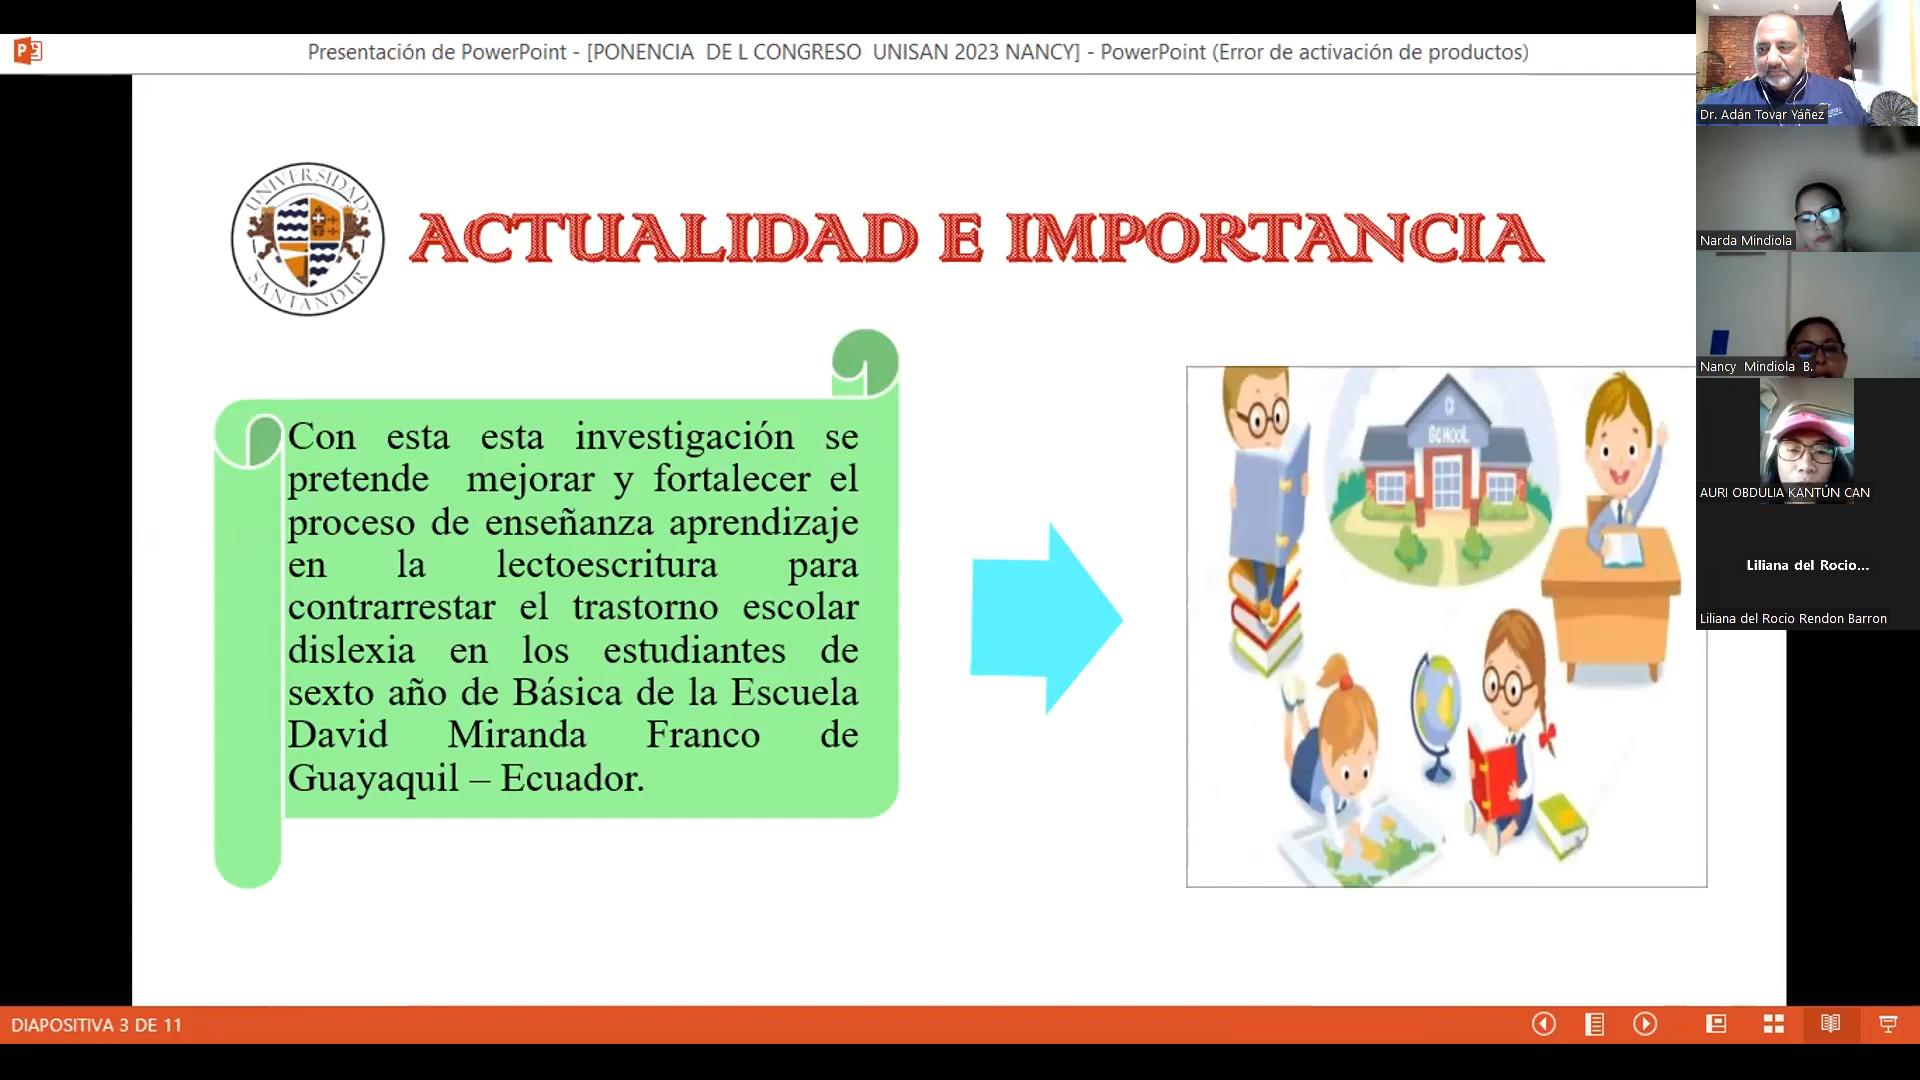 Presentación de PowerPoint - [PONENCIA  DE L CONGRESO  UNISAN 2023 NANCY] - PowerPoint (Error de activación de productos)
UNIVERSIDAD
SANTANDER
ACTUALIDAD E IMPORTANCIA
Con esta esta investigación se
pretende mejorar y fortalecer el
proceso de enseñanza aprendizaje
en la lectoescritura para
contrarrestar el trastorno escolar
dislexia en los estudiantes de
sexto año de Básica de la Escuela
David Miranda Franco de
Guayaquil – Ecuador.
SCHOOL
Dr. Adán Tovar Yáñez
Narda Mindiola
Nancy Mindiola B.
AURI OBDULIA KANTÚN CAN
Liliana del Rocio...
Liliana del Rocio Rendon Barron
DIAPOSITIVA 3 DE 11